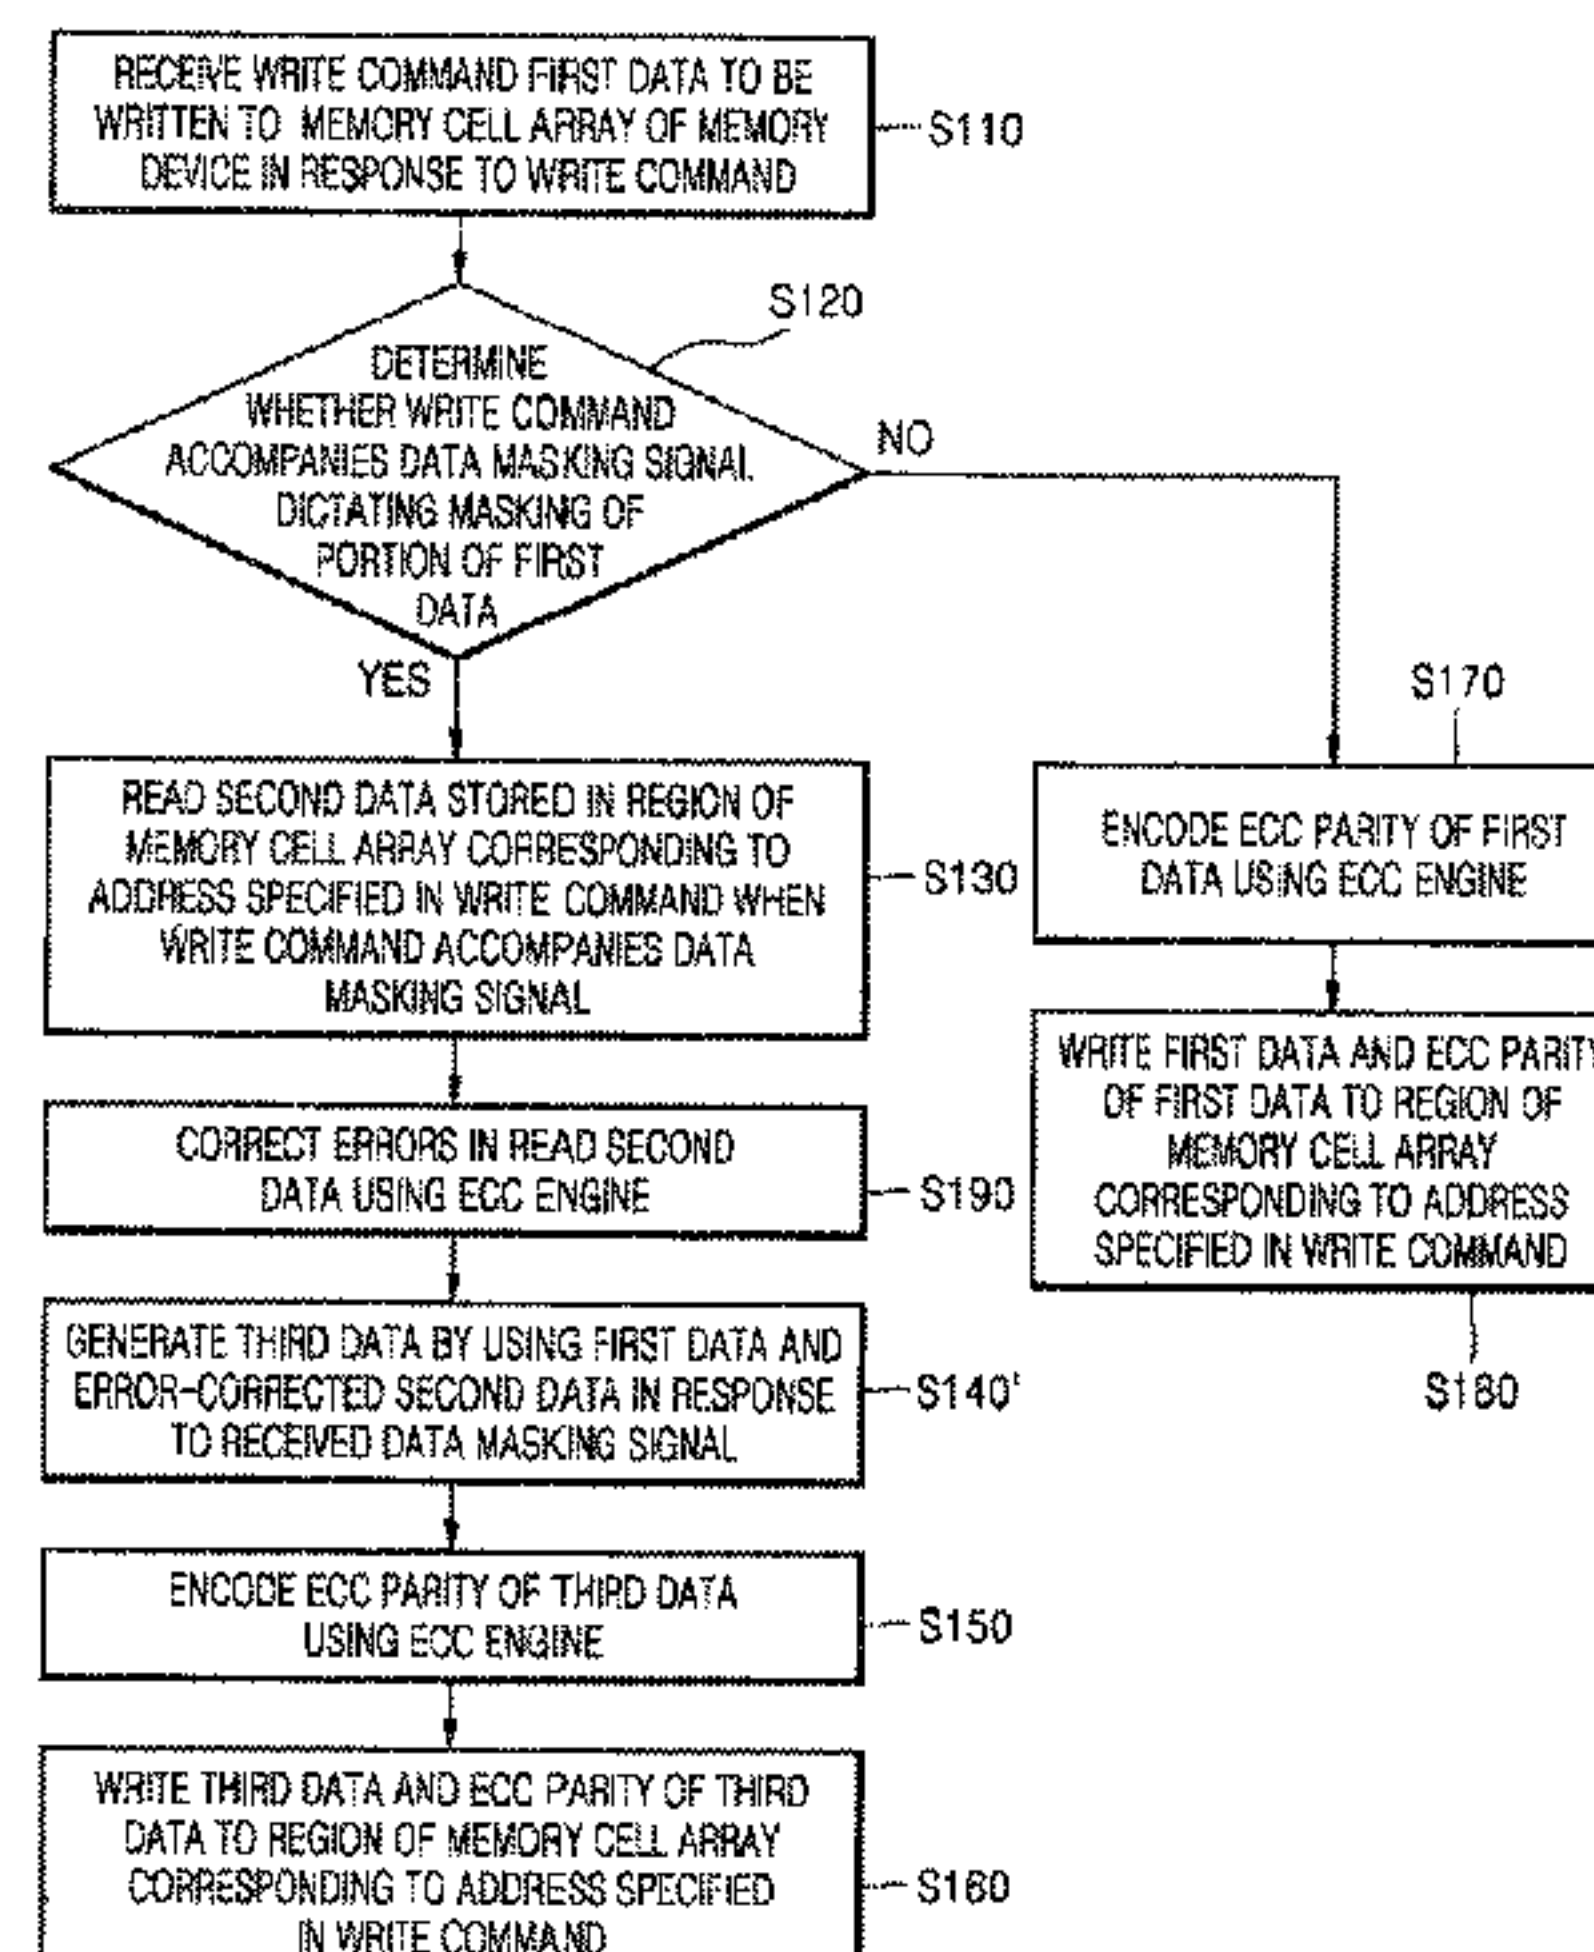 RECEIVE WRITE COMMAND FIRST DATA TO BE
WRITTEN TO MEMORY CELL ARRAY OF MEMORY
DEVICE IN RESPONSE TO WRITE COMMAND
S110
S120
DETERMINE
WHETHER WRITE COMMAND
ACCOMPANIES DATA MASKING SIGNAL
DICTATING MASKING OF
PORTION OF FIRST
DATA
NO
YES
READ SECOND DATA STORED IN REGION OF
MEMORY CELL ARRAY CORRESPONDING TO
ADDRESS SPECIFIED IN WRITE COMMAND WHEN
WRITE COMMAND ACCOMPANIES DATA
MASKING SIGNAL
S130
S170
ENCODE ECC PARITY OF FIRST
DATA USING ECC ENGINE
WRITE FIRST DATA AND ECC PARITY
OF FIRST DATA TO REGION OF
MEMORY CELL ARRAY
CORRESPONDING TO ADDRESS
SPECIFIED IN WRITE COMMAND
S180
CORRECT ERRORS IN READ SECOND
DATA USING ECC ENGINE
S190
GENERATE THIRD DATA BY USING FIRST DATA AND
ERROR-CORRECTED SECOND DATA IN RESPONSE
TO RECEIVED DATA MASKING SIGNAL
S140'
ENCODE ECC PARITY OF THIRD DATA
USING ECC ENGINE
S150
WRITE THIRD DATA AND ECC PARITY OF THIRD
DATA TO REGION OF MEMORY CELL ARRAY
CORRESPONDING TO ADDRESS SPECIFIED
IN WRITE COMMAND
S160